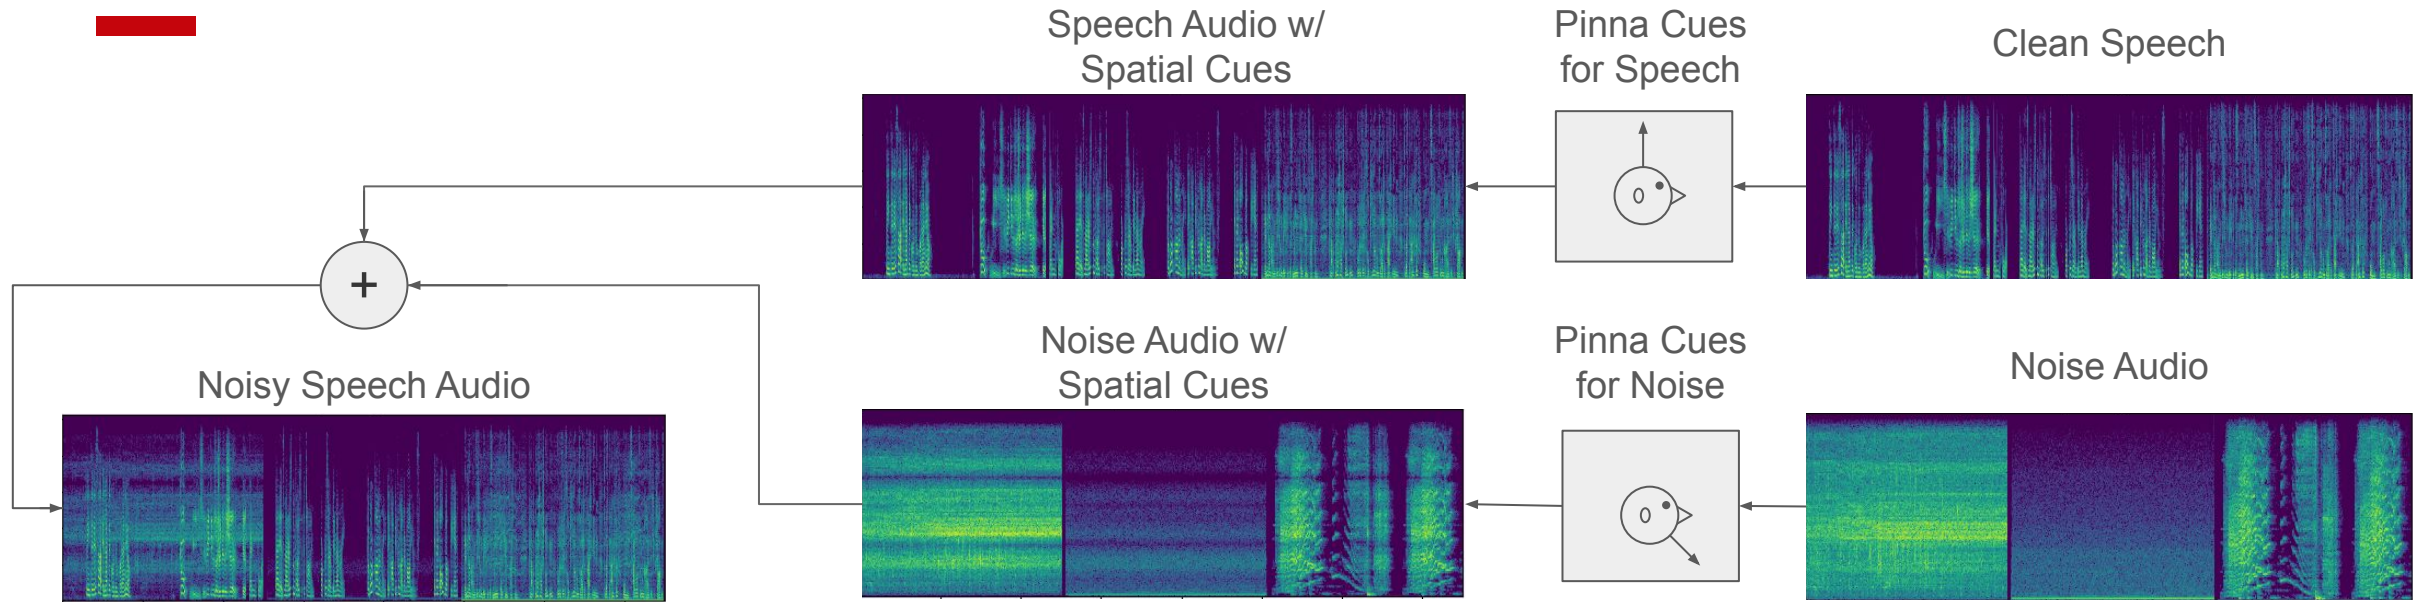 Speech Audio w/
Spatial Cues
Pinna Cues
for Speech
Clean Speech
+
Noisy Speech Audio
Noise Audio w/
Spatial Cues
Pinna Cues
for Noise
Noise Audio